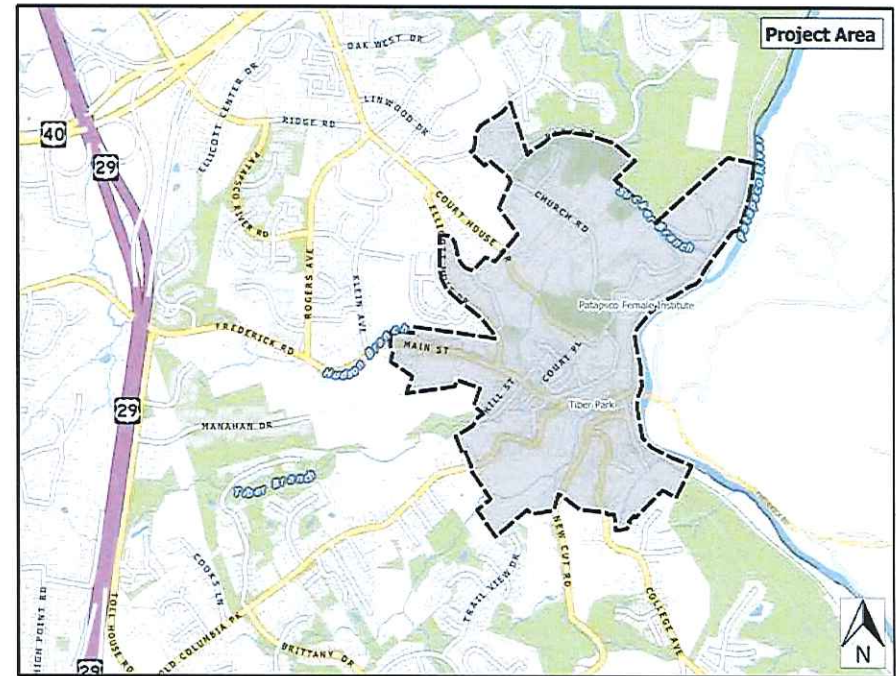 Project Area
OAK WEST DR
ELLICOTT CENTER DR
LINWOOD DR
RIDGE RD
40
29
PATAPSCO RIVER RD
COURT HOUSE DR
CHURCH RD
Patapsco River
ROGERS AVE
KLEIN AVE
Patapsco Female Institute
FREDERICK RD
Hudson Branch
MAIN ST
COURT PL
MILL ST
Tiber Park
29
MANAHAN DR
Tiber Branch
COOKS LN
TRAIL VIEW DR
NEW CUT RD
COLLEGE AVE
HIGH POINT RD
TOLL HOUSE RD
OLD COLUMBIA PK
BRITTANY DR
29
N